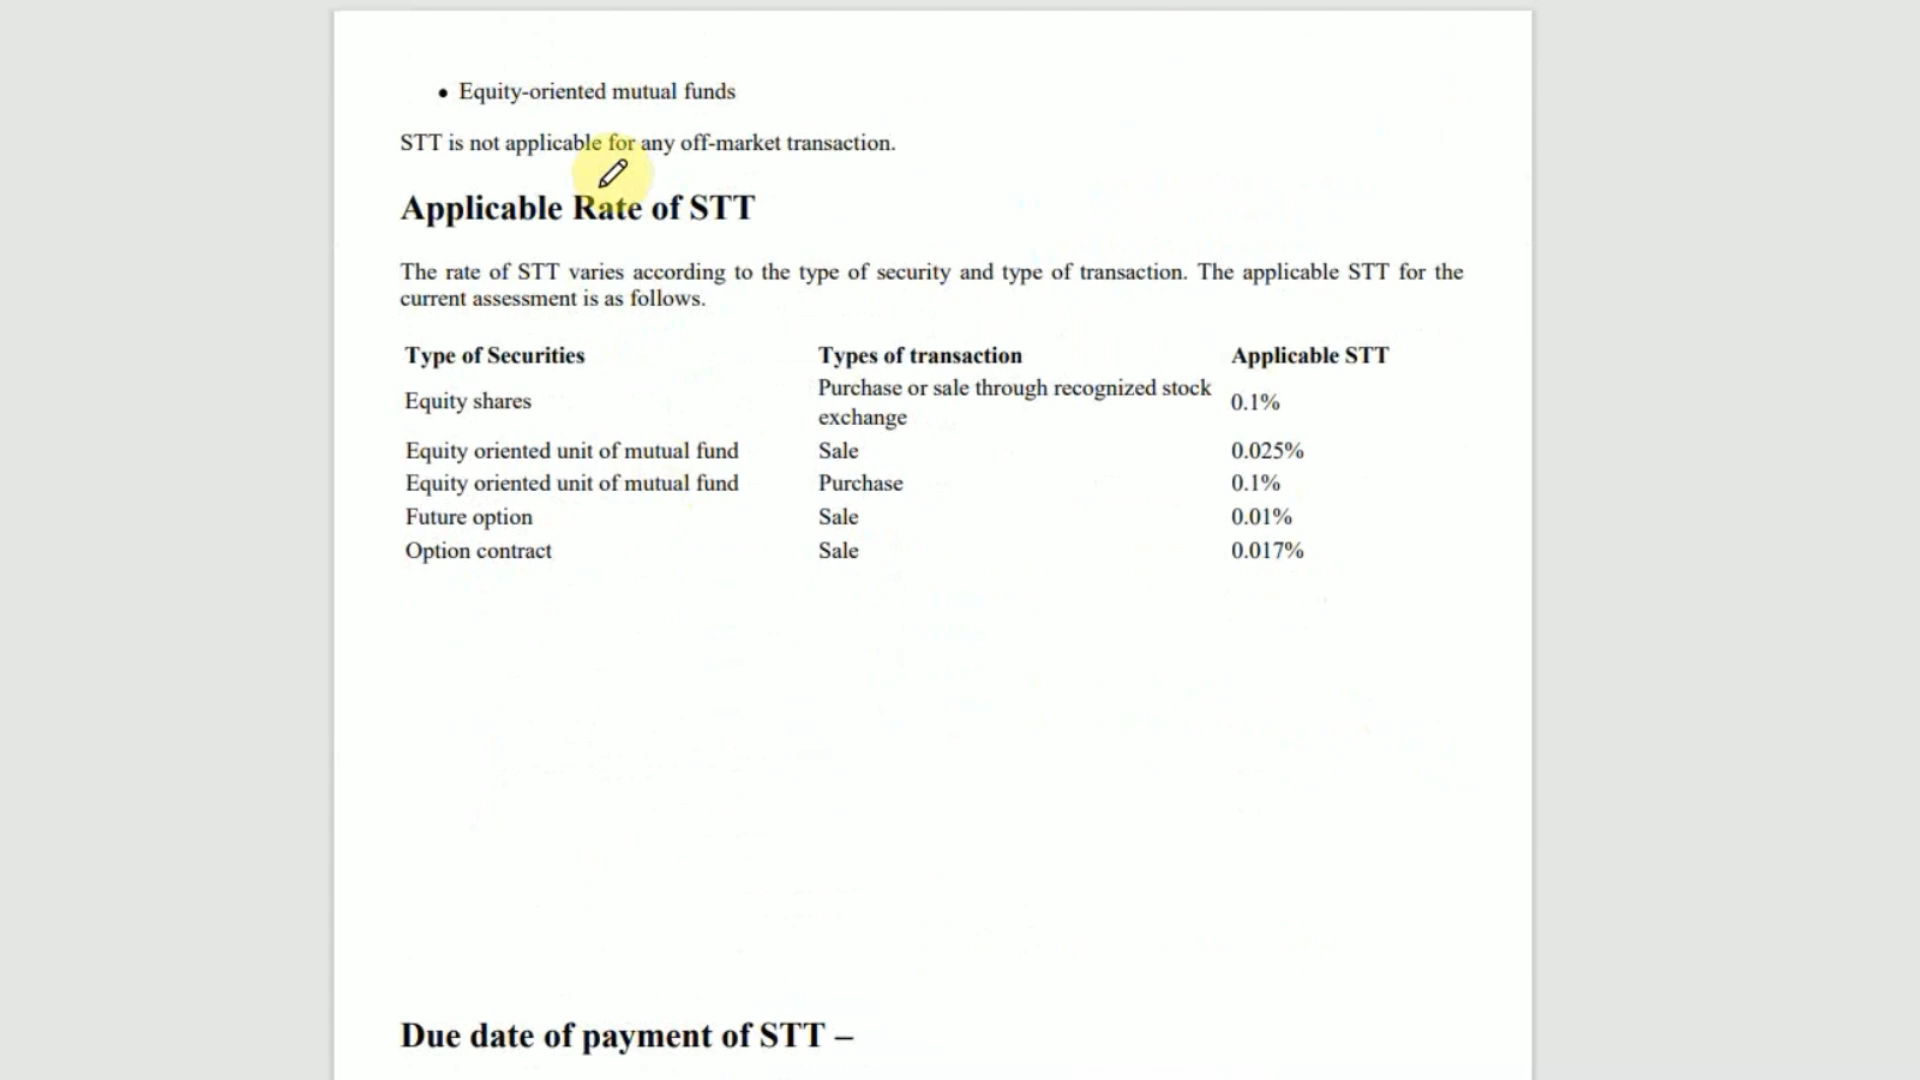 • Equity-oriented mutual funds
STT is not applicable for any off-market transaction.
Applicable Rate of STT
The rate of STT varies according to the type of security and type of transaction. The applicable STT for the
current assessment is as follows.
Type of Securities Types of transaction Applicable STT
Equity shares Purchase or sale through recognized stock exchange 0.1%
Equity oriented unit of mutual fund Sale 0.025%
Equity oriented unit of mutual fund Purchase 0.1%
Future option Sale 0.01%
Option contract Sale 0.017%
Due date of payment of STT –